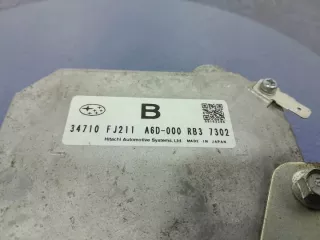 B
34710 FJ211 A6D-000 RB3 7302
Hitachi Automotive Systems, Ltd. MADE IN JAPAN